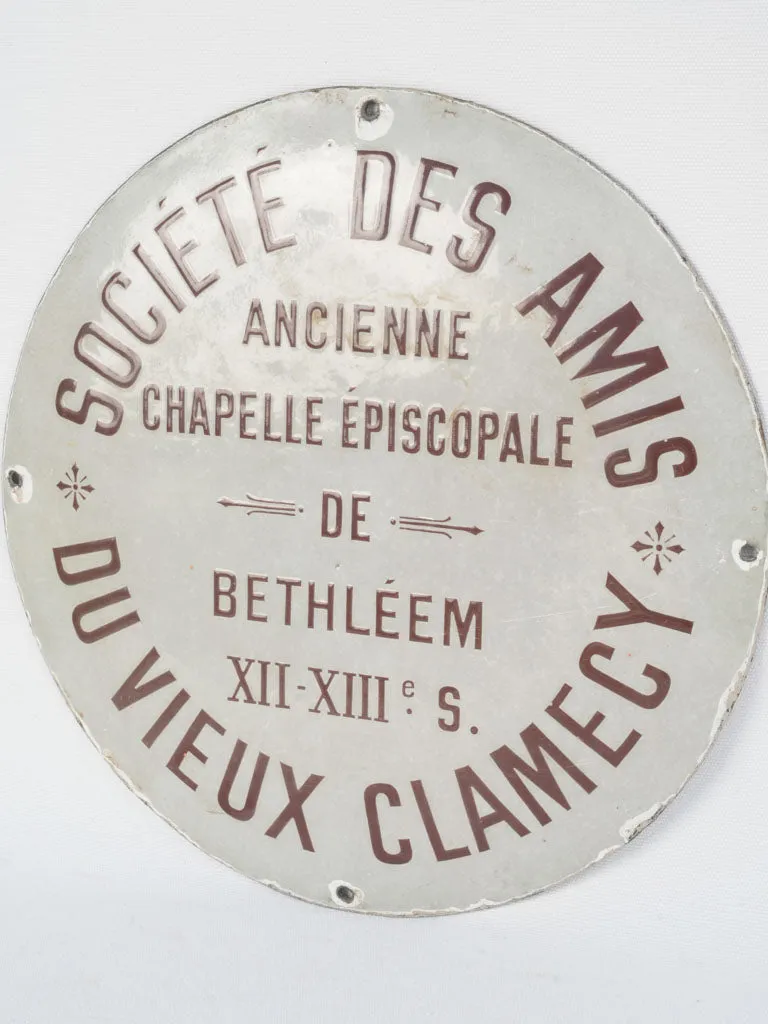 SOCIÉTÉ DES AMIS
ANCIENNE
CHAPELLE ÉPISCOPALE
DE
BETHLÉEM
XII-XIIIe S.
DU VIEUX CLAMECY